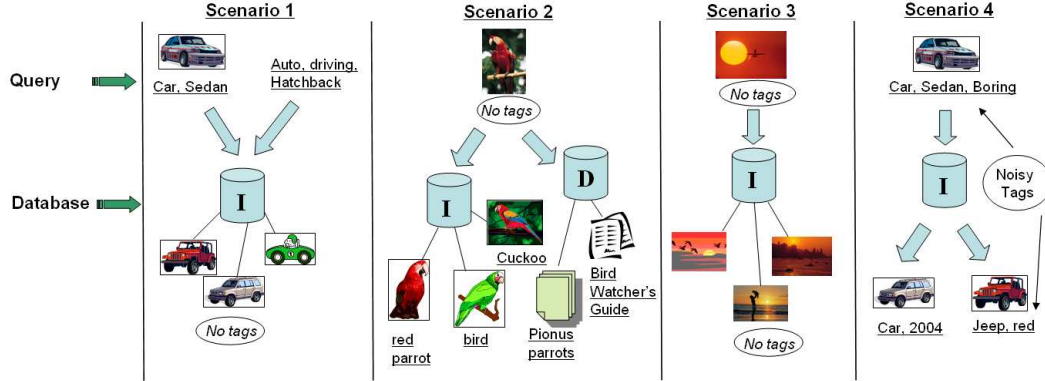 Scenario 1
Scenario 2
Scenario 3
Scenario 4
Query
Car, Sedan
Auto, driving,
Hatchback
No tags
No tags
Car, Sedan, Boring
Database
I
I
D
I
I
Noisy
Tags
No tags
red
parrot
bird
Cuckoo
Pionus
parrots
Bird
Watcher's
Guide
No tags
Car, 2004
Jeep, red